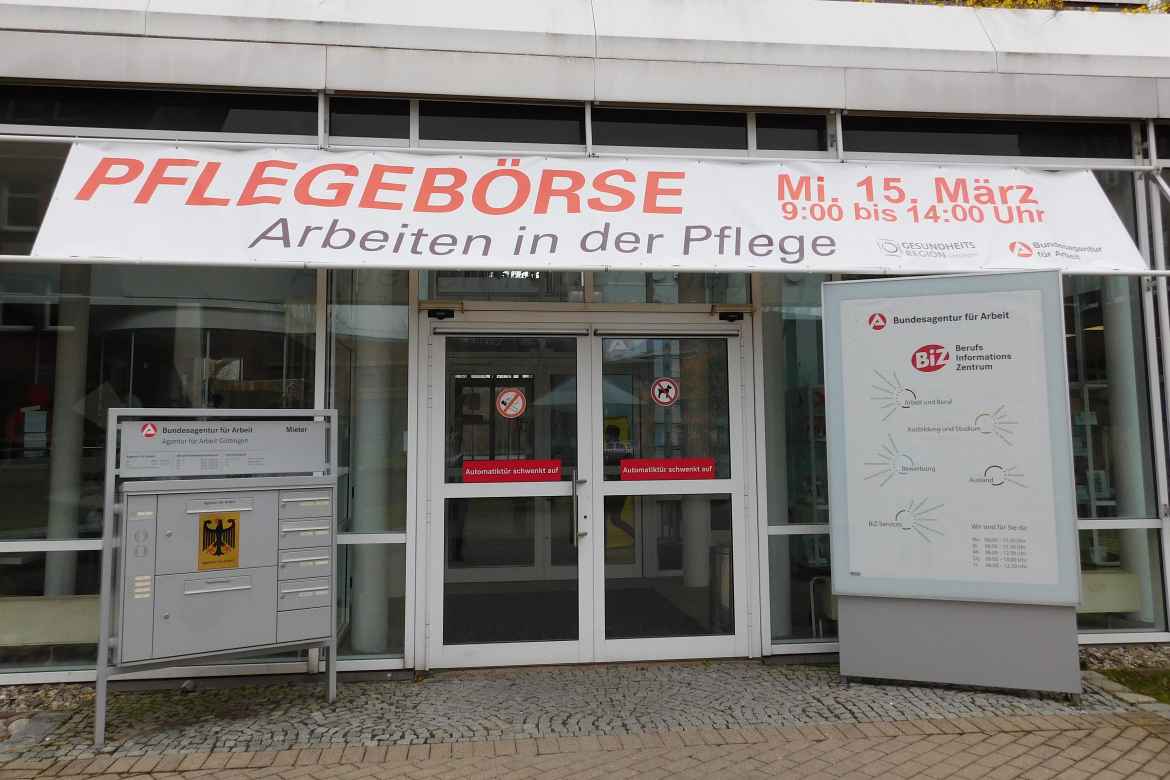 PFLEGEBÖRSE
Arbeiten in der Pflege
Mi. 15. März
9:00 bis 14:00 Uhr
GESUNDHEITS
REGION
Bundesagentur
für Arbeit
Bundesagentur für Arbeit
Agentur für Arbeit Göttingen
Mieter
Automatiktür schwenkt auf
Automatiktür schwenkt auf
Bundesagentur für Arbeit
BiZ
Berufs
Informations
Zentrum
Arbeit und Beruf
Ausbildung und Studium
Bewerbung
Ausland
BiZ-Services
Wir sind für Sie da: